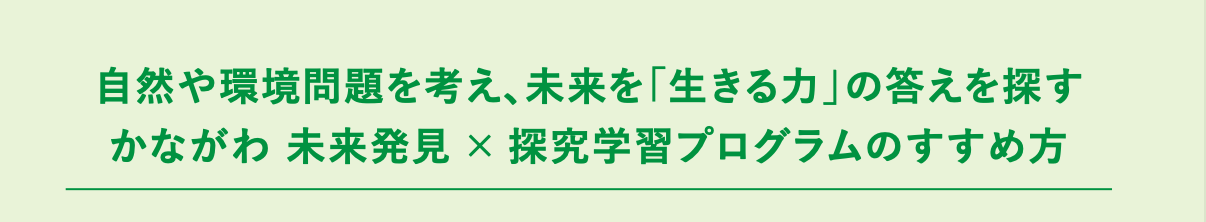 自然や環境問題を考え、未来を「生きる力」の答えを探す
かながわ 未来発見 × 探究学習プログラムのすすめ方